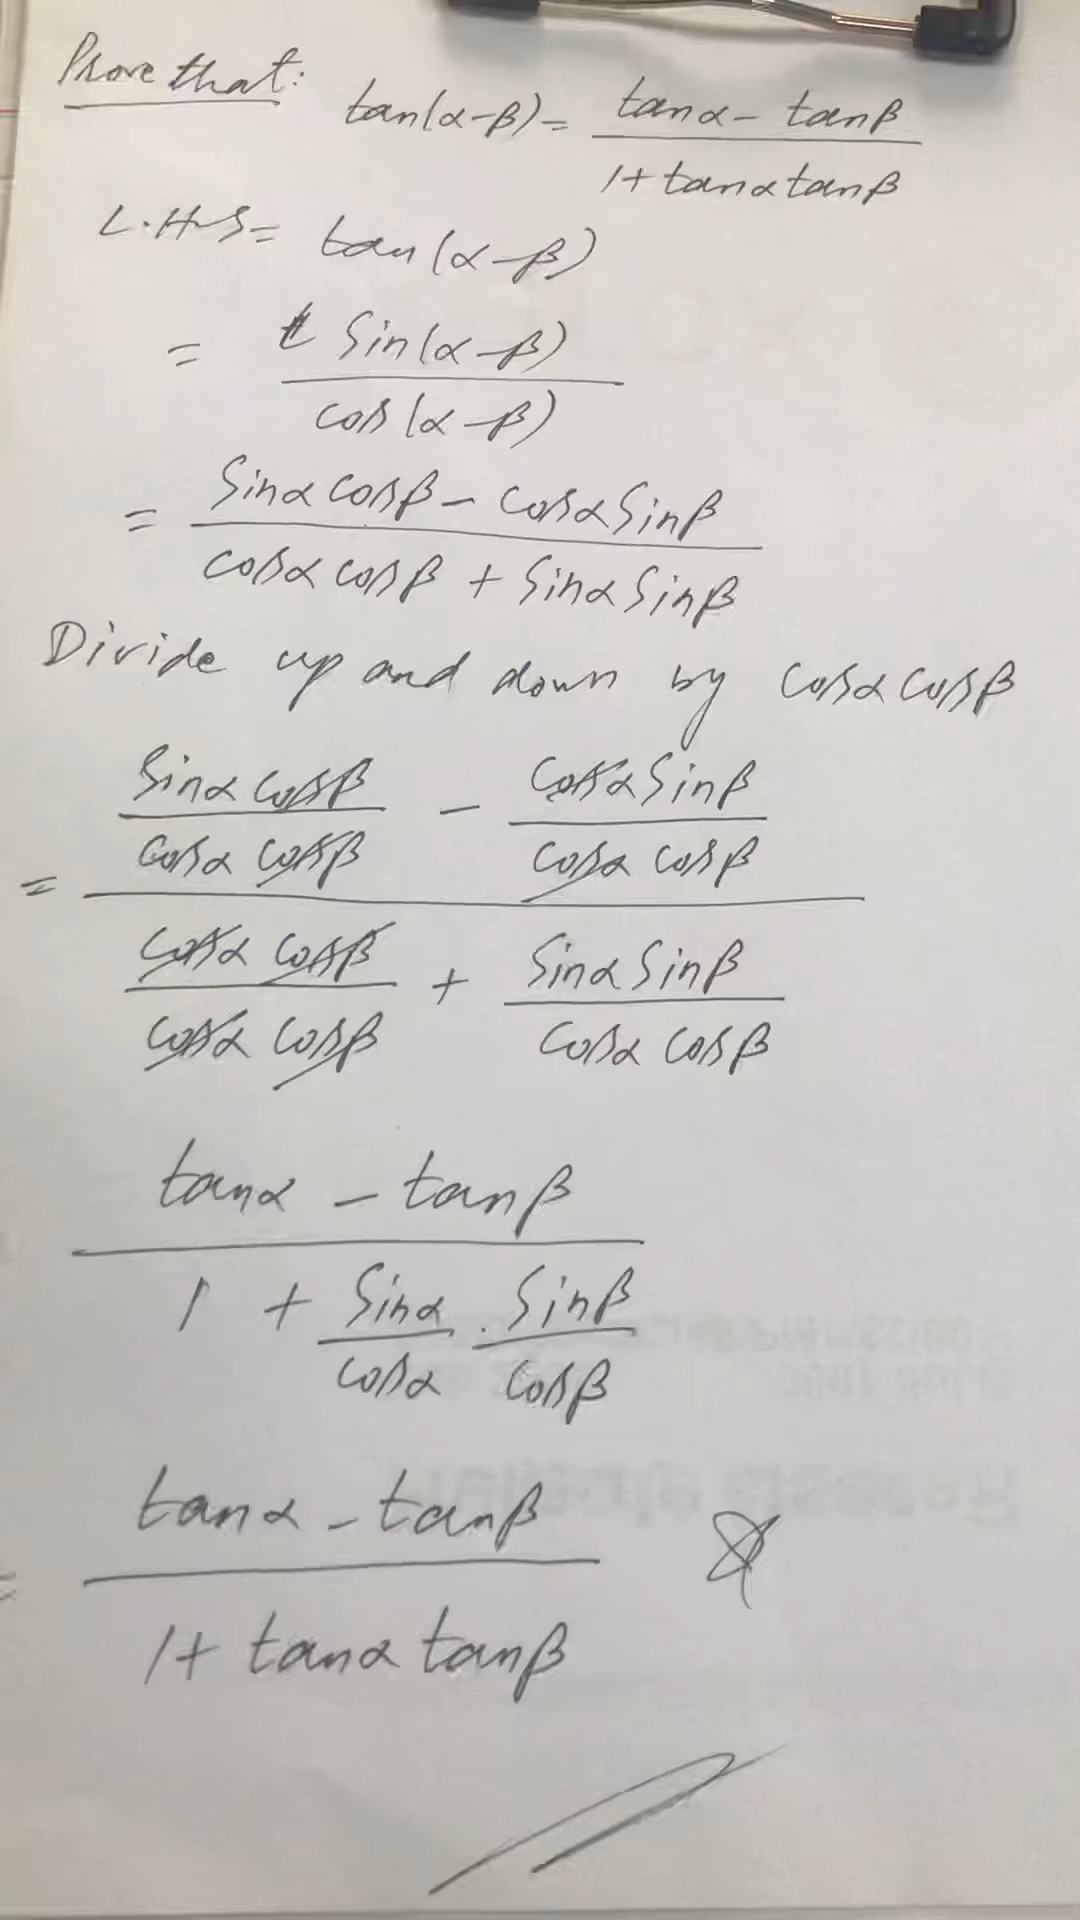 Prove that: tan(α-β) = (tanα - tanβ) / (1 + tanα tanβ)
L.H.S = tan(α-β)
= Sin(α-β) / cos(α-β)
= (Sinα cosβ - cosα Sinβ) / (cosα cosβ + Sinα Sinβ)
Divide up and down by cosα cosβ
= ((Sinα cosβ)/(cosα cosβ) - (cosα Sinβ)/(cosα cosβ)) / ((cosα cosβ)/(cosα cosβ) + (Sinα Sinβ)/(cosα cosβ))
(tanα - tanβ) / (1 + Sinα/cosα . Sinβ/cosβ)
= (tanα - tanβ) / (1 + tanα tanβ)